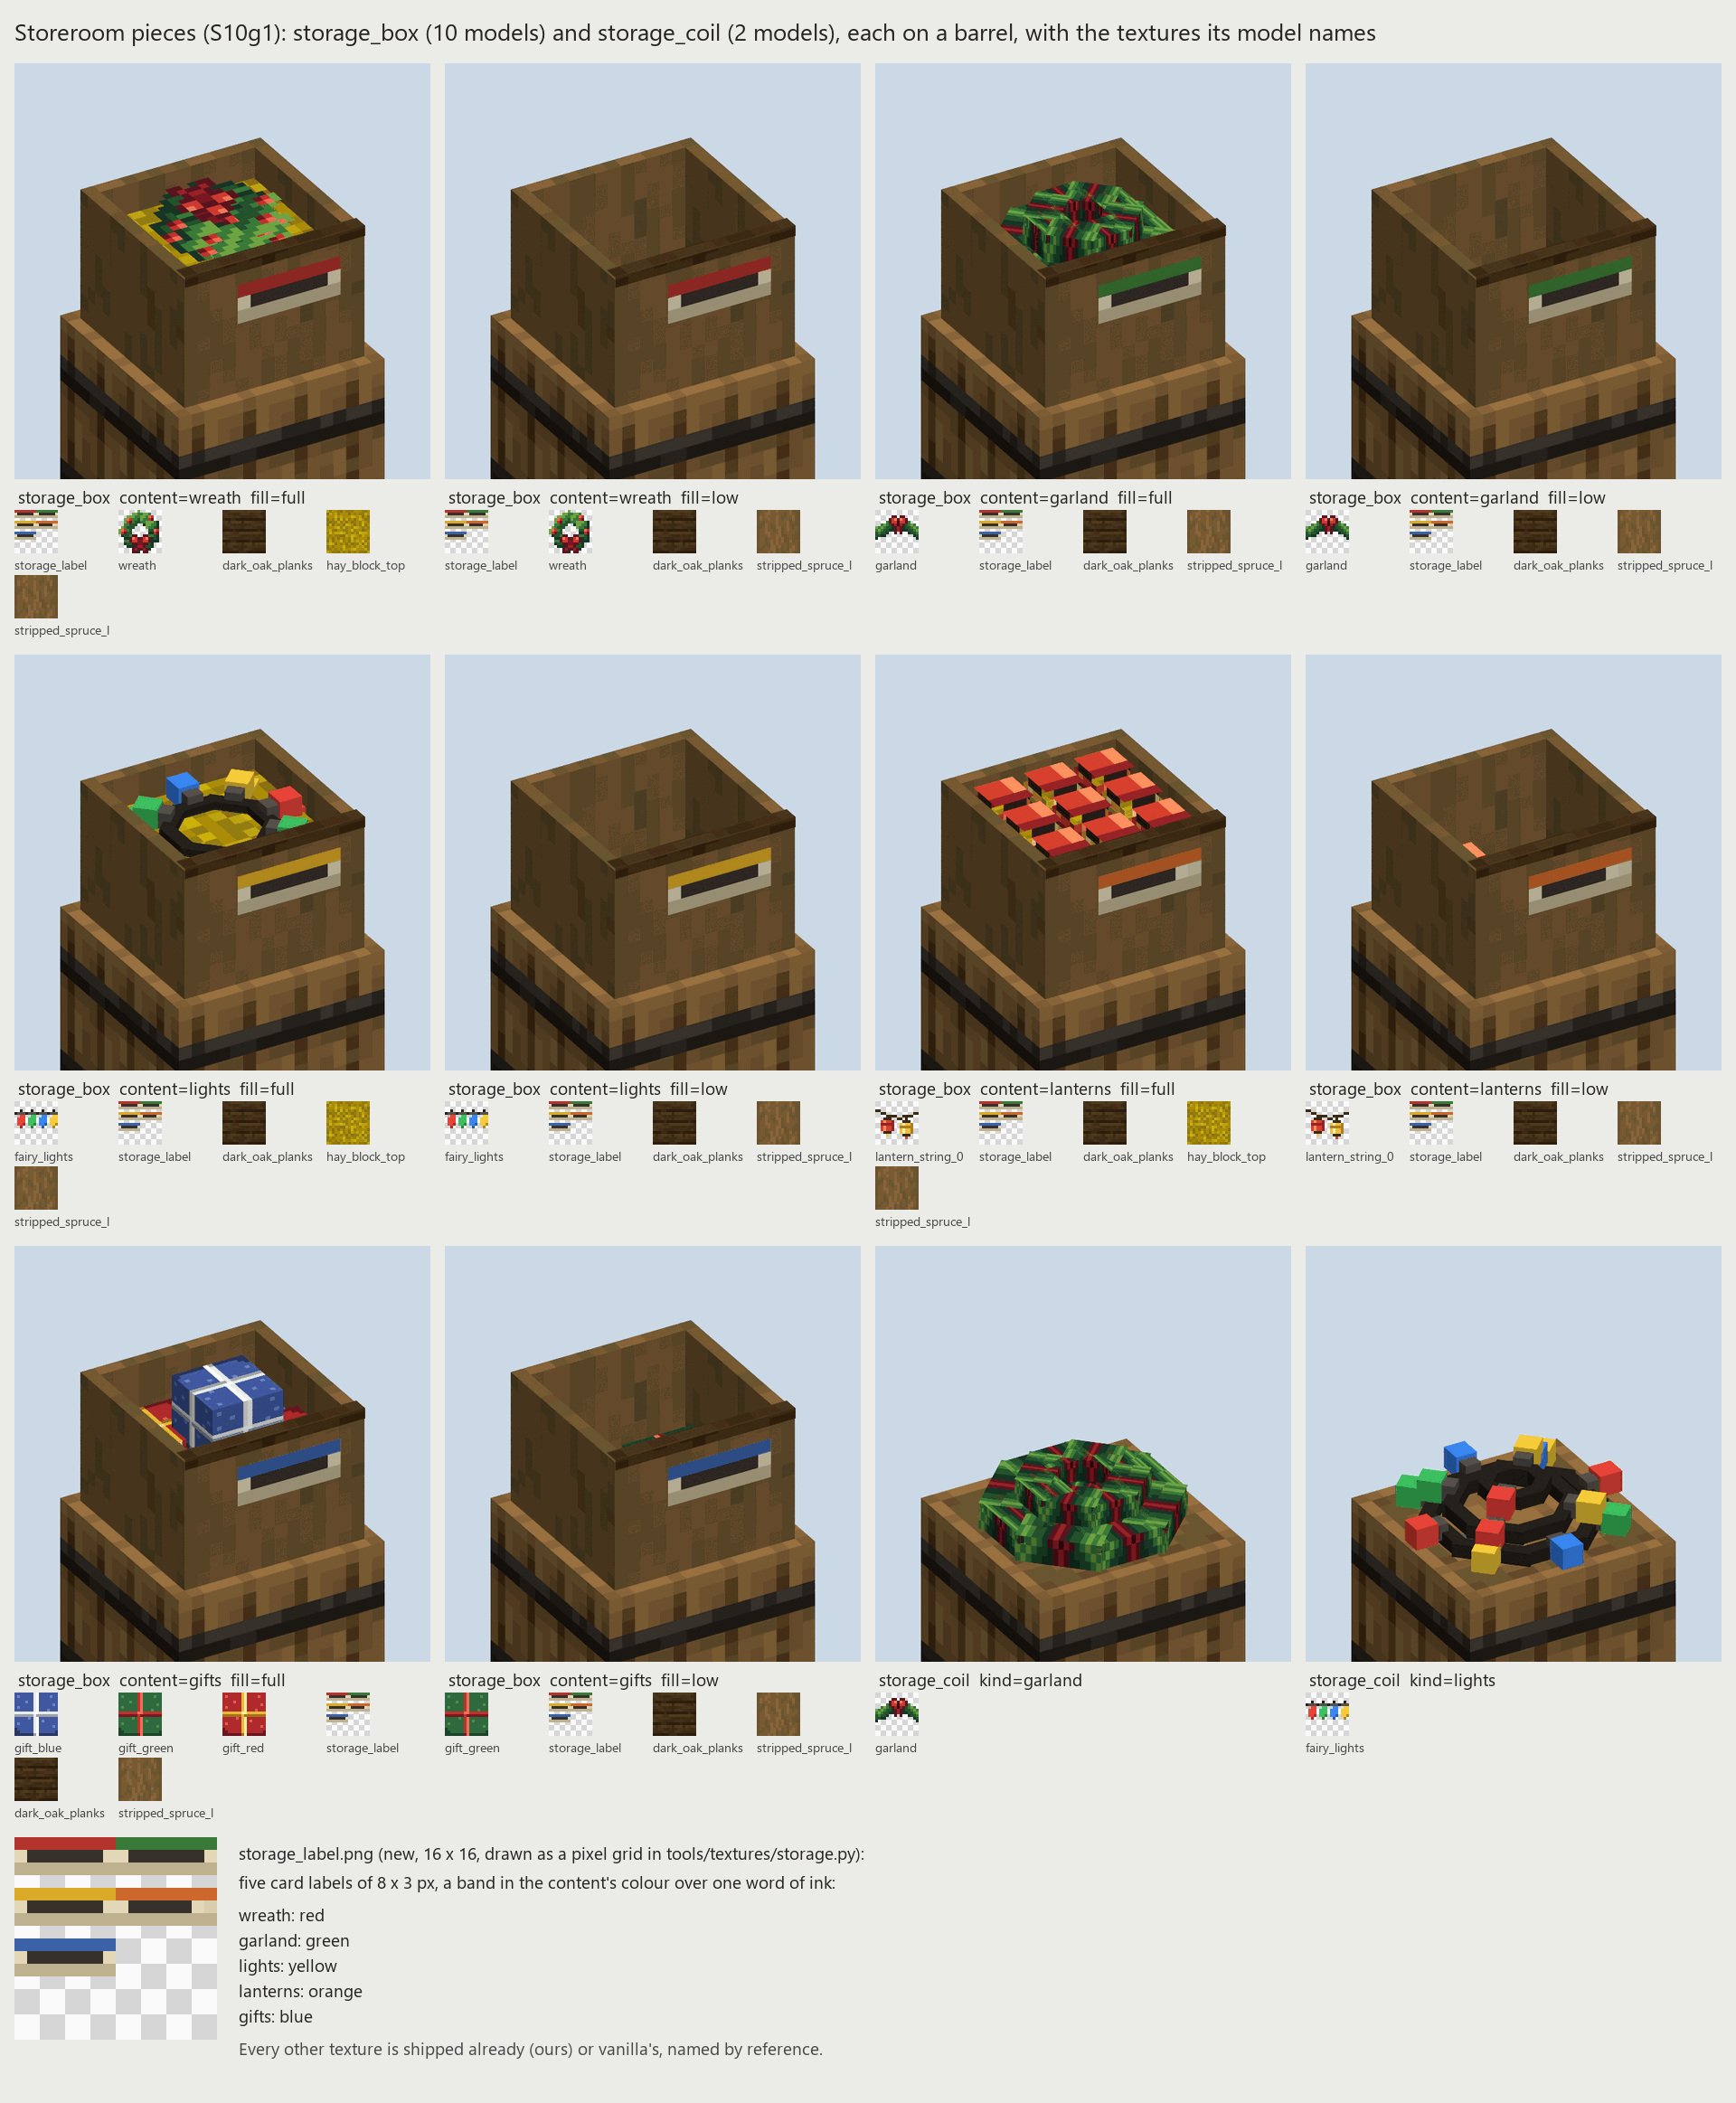 Storeroom pieces (S10g1): storage_box (10 models) and storage_coil (2 models), each on a barrel, with the textures its model names
storage_box content=wreath fill=full
storage_label wreath dark_oak_planks hay_block_top
stripped_spruce_l
storage_box content=wreath fill=low
storage_label wreath dark_oak_planks stripped_spruce_l
storage_box content=garland fill=full
garland storage_label dark_oak_planks stripped_spruce_l
storage_box content=garland fill=low
garland storage_label dark_oak_planks stripped_spruce_l
storage_box content=lights fill=full
fairy_lights storage_label dark_oak_planks hay_block_top
stripped_spruce_l
storage_box content=lights fill=low
fairy_lights storage_label dark_oak_planks stripped_spruce_l
storage_box content=lanterns fill=full
lantern_string_0 storage_label dark_oak_planks hay_block_top
stripped_spruce_l
storage_box content=lanterns fill=low
lantern_string_0 storage_label dark_oak_planks stripped_spruce_l
storage_box content=gifts fill=full
gift_blue gift_green gift_red storage_label
dark_oak_planks stripped_spruce_l
storage_box content=gifts fill=low
gift_green storage_label dark_oak_planks stripped_spruce_l
storage_coil kind=garland
garland
storage_coil kind=lights
fairy_lights
storage_label.png (new, 16 x 16, drawn as a pixel grid in tools/textures/storage.py):
five card labels of 8 x 3 px, a band in the content's colour over one word of ink:
wreath: red
garland: green
lights: yellow
lanterns: orange
gifts: blue
Every other texture is shipped already (ours) or vanilla's, named by reference.